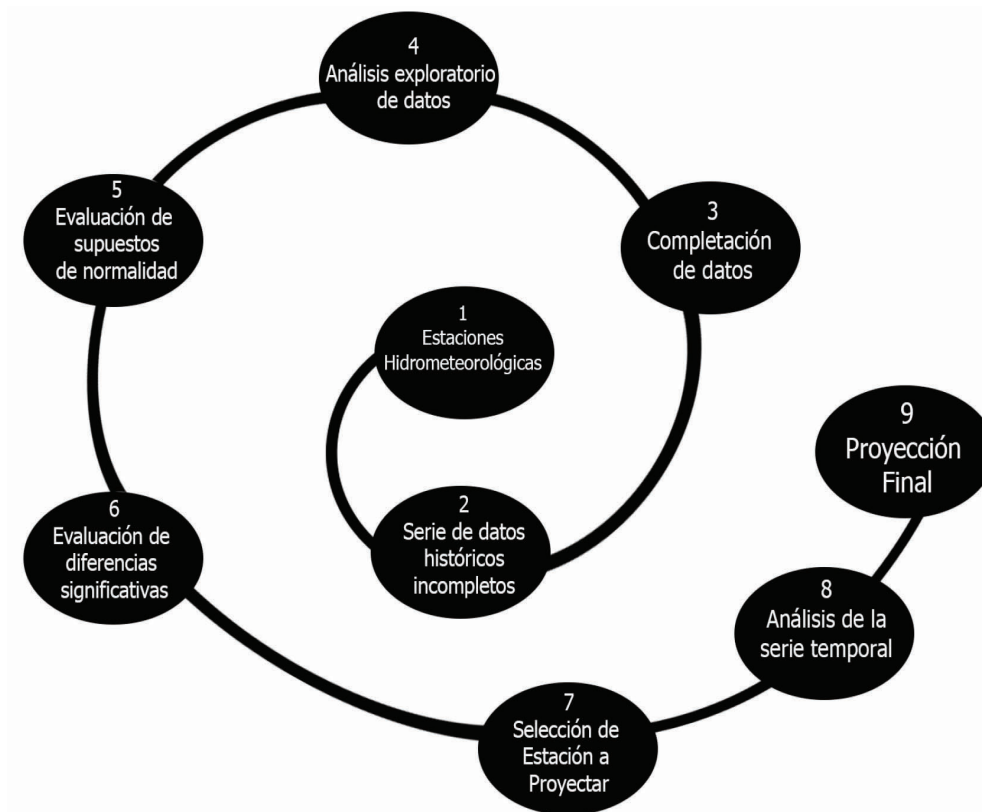 1
Estaciones
Hidrometeorológicas
2
Serie de datos
históricos
incompletos
3
Completación
de datos
4
Análisis exploratorio
de datos
5
Evaluación de
supuestos
de normalidad
6
Evaluación de
diferencias
significativas
7
Selección de
Estación a
Proyectar
8
Análisis de la
serie temporal
9
Proyección
Final